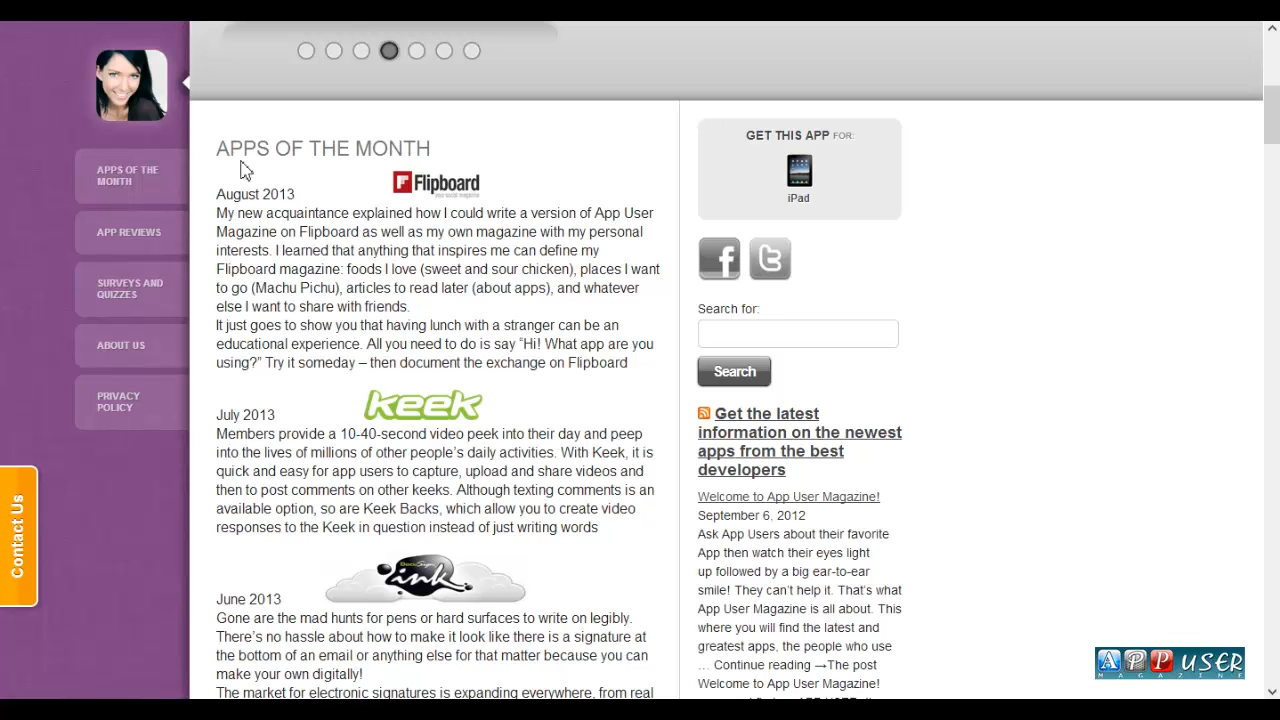 APPS OF THE
MONTH
APP REVIEWS
SURVEYS AND
QUIZZES
ABOUT US
PRIVACY
POLICY
Contact Us
APPS OF THE MONTH
August 2013
Flipboard
My new acquaintance explained how I could write a version of App User
Magazine on Flipboard as well as my own magazine with my personal
interests. I learned that anything that inspires me can define my
Flipboard magazine: foods I love (sweet and sour chicken), places I want
to go (Machu Pichu), articles to read later (about apps), and whatever
else I want to share with friends.
It just goes to show you that having lunch with a stranger can be an
educational experience. All you need to do is say “Hi! What app are you
using?” Try it someday – then document the exchange on Flipboard
July 2013
keek
Members provide a 10-40-second video peek into their day and peep
into the lives of millions of other people’s daily activities. With Keek, it is
quick and easy for app users to capture, upload and share videos and
then to post comments on other keeks. Although texting comments is an
available option, so are Keek Backs, which allow you to create video
responses to the Keek in question instead of just writing words
June 2013
ink
Gone are the mad hunts for pens or hard surfaces to write on legibly.
There’s no hassle about how to make it look like there is a signature at
the bottom of an email or anything else for that matter because you can
make your own digitally!
The market for electronic signatures is expanding everywhere, from real
GET THIS APP FOR:
iPad
Search for:
Search
Get the latest
information on the newest
apps from the best
developers
Welcome to App User Magazine!
September 6, 2012
Ask App Users about their favorite
App then watch their eyes light
up followed by a big ear-to-ear
smile! They can’t help it. That’s what
App User Magazine is all about. This
where you will find the latest and
greatest apps, the people who use
… Continue reading →The post
Welcome to App User Magazine!
APP USER
MAGAZINE